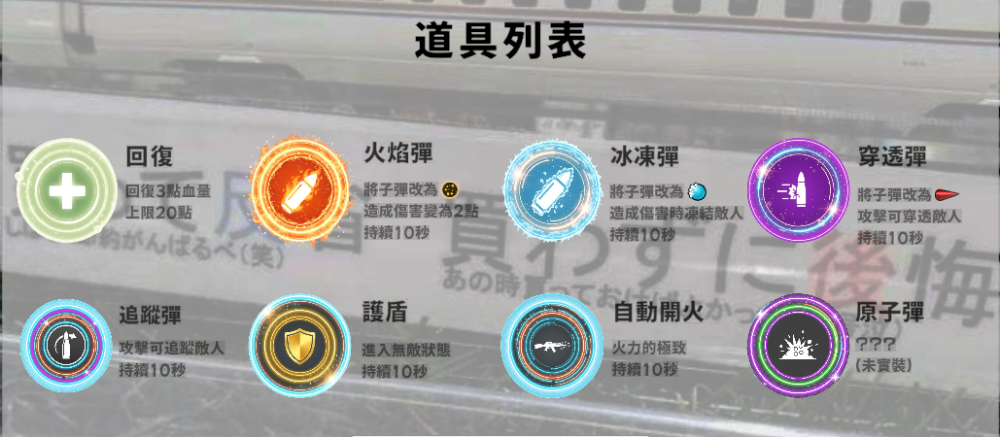 道具列表
回復
回復3點血量
上限20點
火焰彈
將子彈改為
造成傷害變為2點
持續10秒
冰凍彈
將子彈改為
造成傷害時凍結敵人
持續10秒
穿透彈
將子彈改為
攻擊可穿透敵人
持續10秒
追蹤彈
攻擊可追蹤敵人
持續10秒
護盾
進入無敵狀態
持續10秒
自動開火
火力的極致
持續10秒
原子彈
???
(未實裝)
買わずに後悔
がんばるべ(笑)
あの時買っておけばよかっ